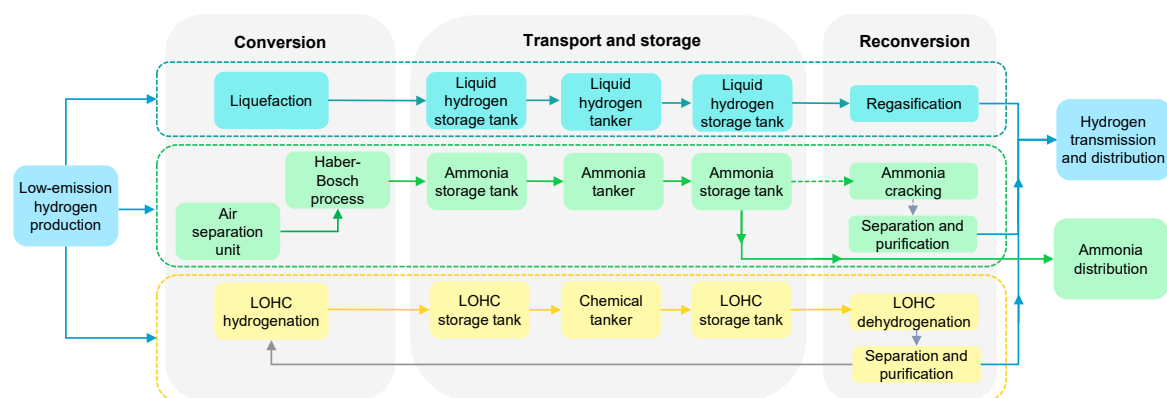 Conversion
Transport and storage
Reconversion
Liquefaction
Liquid
hydrogen
storage tank
Liquid
hydrogen
tanker
Liquid
hydrogen
storage tank
Regasification
Hydrogen
transmission
and distribution
Low-emission
hydrogen
production
Haber-
Bosch
process
Air
separation
unit
Ammonia
storage tank
Ammonia
tanker
Ammonia
storage tank
Ammonia
cracking
Separation and
purification
Ammonia
distribution
LOHC
hydrogenation
LOHC
storage tank
Chemical
tanker
LOHC
storage tank
LOHC
dehydrogenation
Separation and
purification